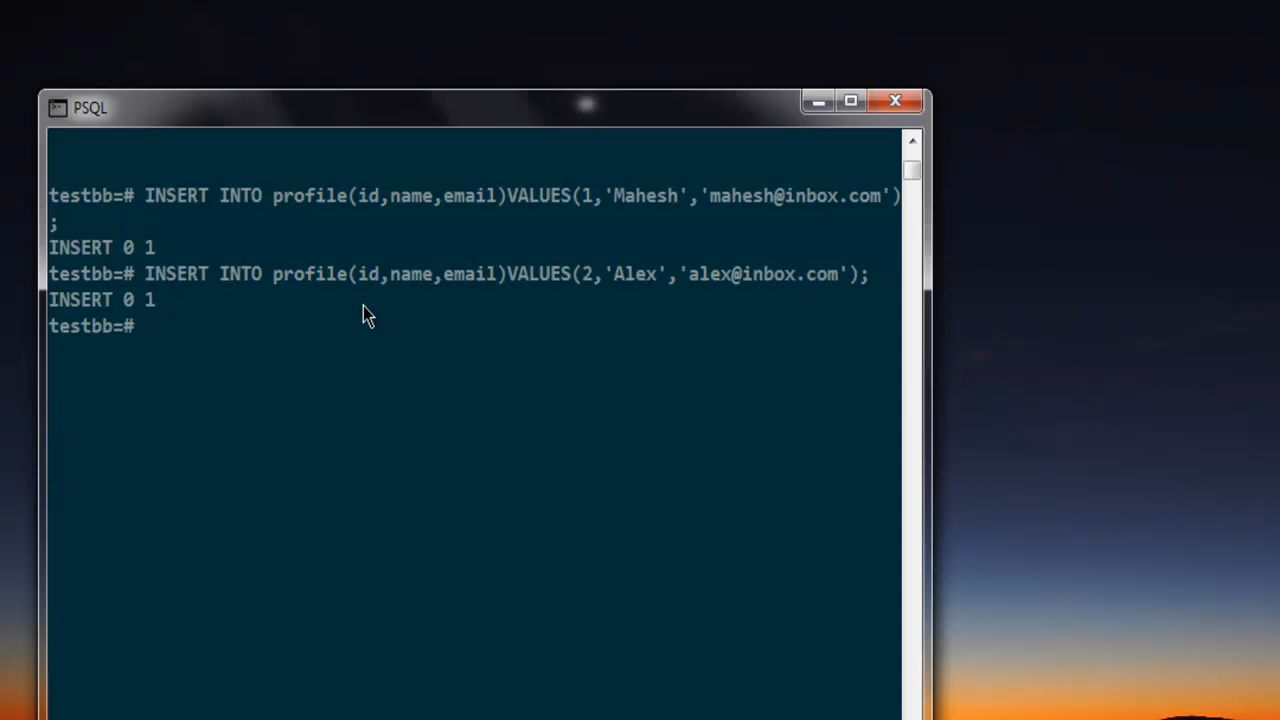 PSQL
testbb=# INSERT INTO profile(id,name,email)VALUES(1,'Mahesh','mahesh@inbox.com')
;
INSERT 0 1
testbb=# INSERT INTO profile(id,name,email)VALUES(2,'Alex','alex@inbox.com');
INSERT 0 1
testbb=#